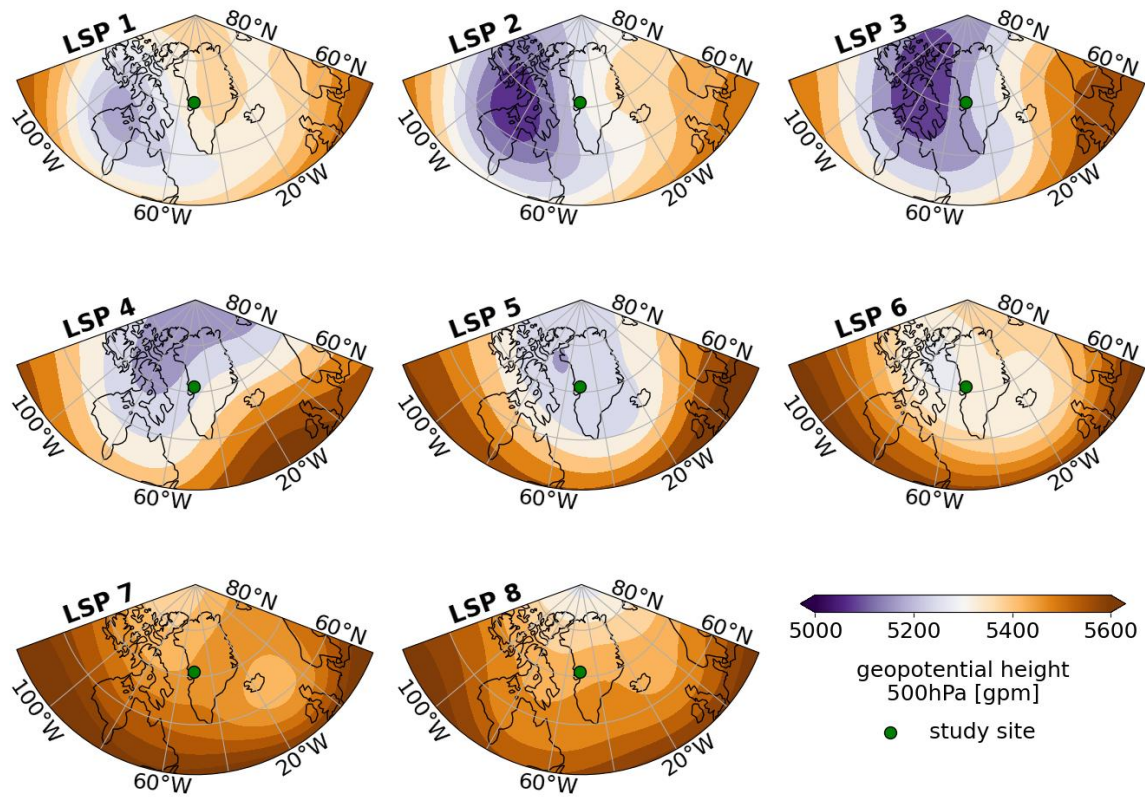 LSP 1
80°N
60°N
100°W
60°W
20°W
LSP 2
80°N
60°N
100°W
60°W
20°W
LSP 3
80°N
60°N
100°W
60°W
20°W
LSP 4
80°N
60°N
100°W
60°W
20°W
LSP 5
80°N
60°N
100°W
60°W
20°W
LSP 6
80°N
60°N
100°W
60°W
20°W
LSP 7
80°N
60°N
100°W
60°W
20°W
LSP 8
80°N
60°N
100°W
60°W
20°W
5000 5200 5400 5600
geopotential height
500hPa [gpm]
study site